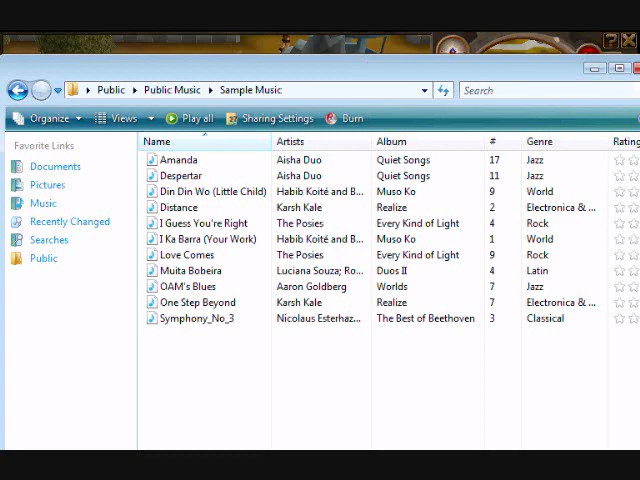 Public Public Music Sample Music Search
Organize Views Play all Sharing Settings Burn
Favorite Links Name Artists Album # Genre Rating
Documents
Pictures
Music
Recently Changed
Searches
Public
Amanda Aisha Duo Quiet Songs 17 Jazz
Despertar Aisha Duo Quiet Songs 11 Jazz
Din Din Wo (Little Child) Habib Koité and B... Muso Ko 9 World
Distance Karsh Kale Realize 2 Electronica & ...
I Guess You're Right The Posies Every Kind of Light 4 Rock
I Ka Barra (Your Work) Habib Koité and B... Muso Ko 1 World
Love Comes The Posies Every Kind of Light 9 Rock
Muita Bobeira Luciana Souza; Ro... Duos II 4 Latin
OAM's Blues Aaron Goldberg Worlds 7 Jazz
One Step Beyond Karsh Kale Realize 7 Electronica & ...
Symphony_No_3 Nicolaus Esterhaz... The Best of Beethoven 3 Classical